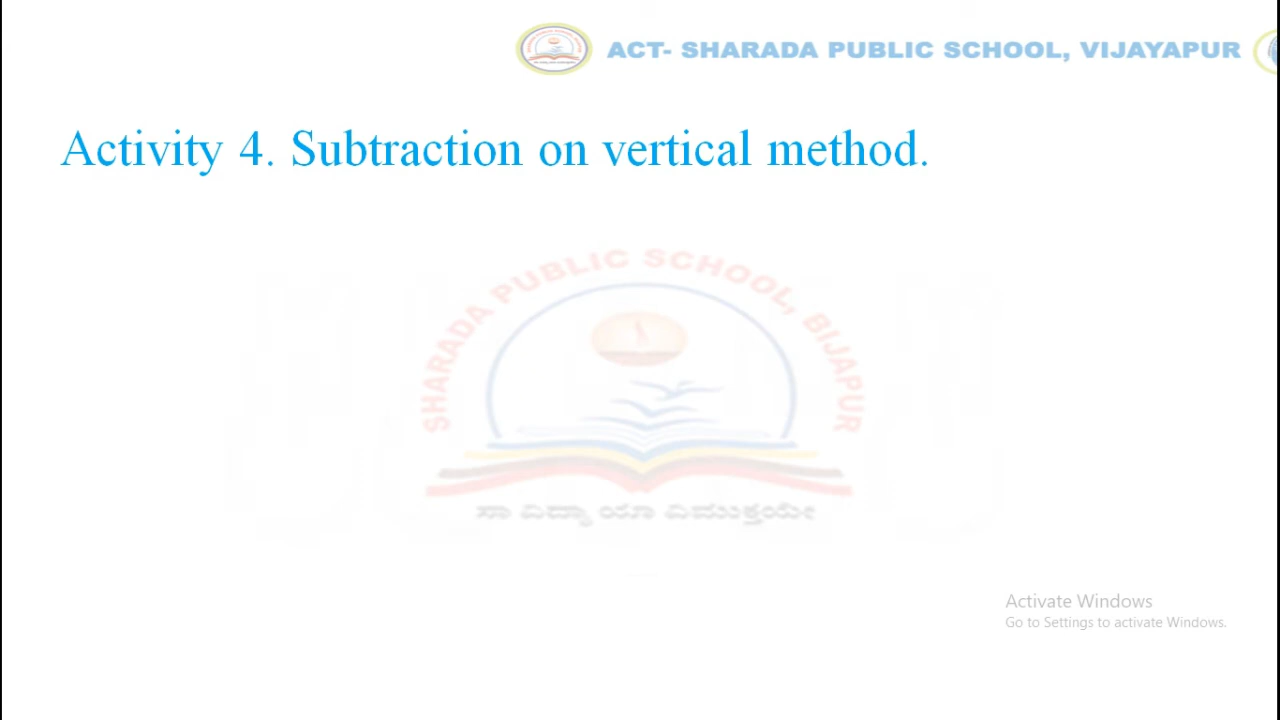 ACT- SHARADA PUBLIC SCHOOL, VIJAYAPUR
Activity 4. Subtraction on vertical method.
SHARADA PUBLIC SCHOOL, BIJAPUR
ಸಾ ವಿದ್ಯಾ ಯಾ ವಿಮುಕ್ತಯೇ
Activate Windows
Go to Settings to activate Windows.